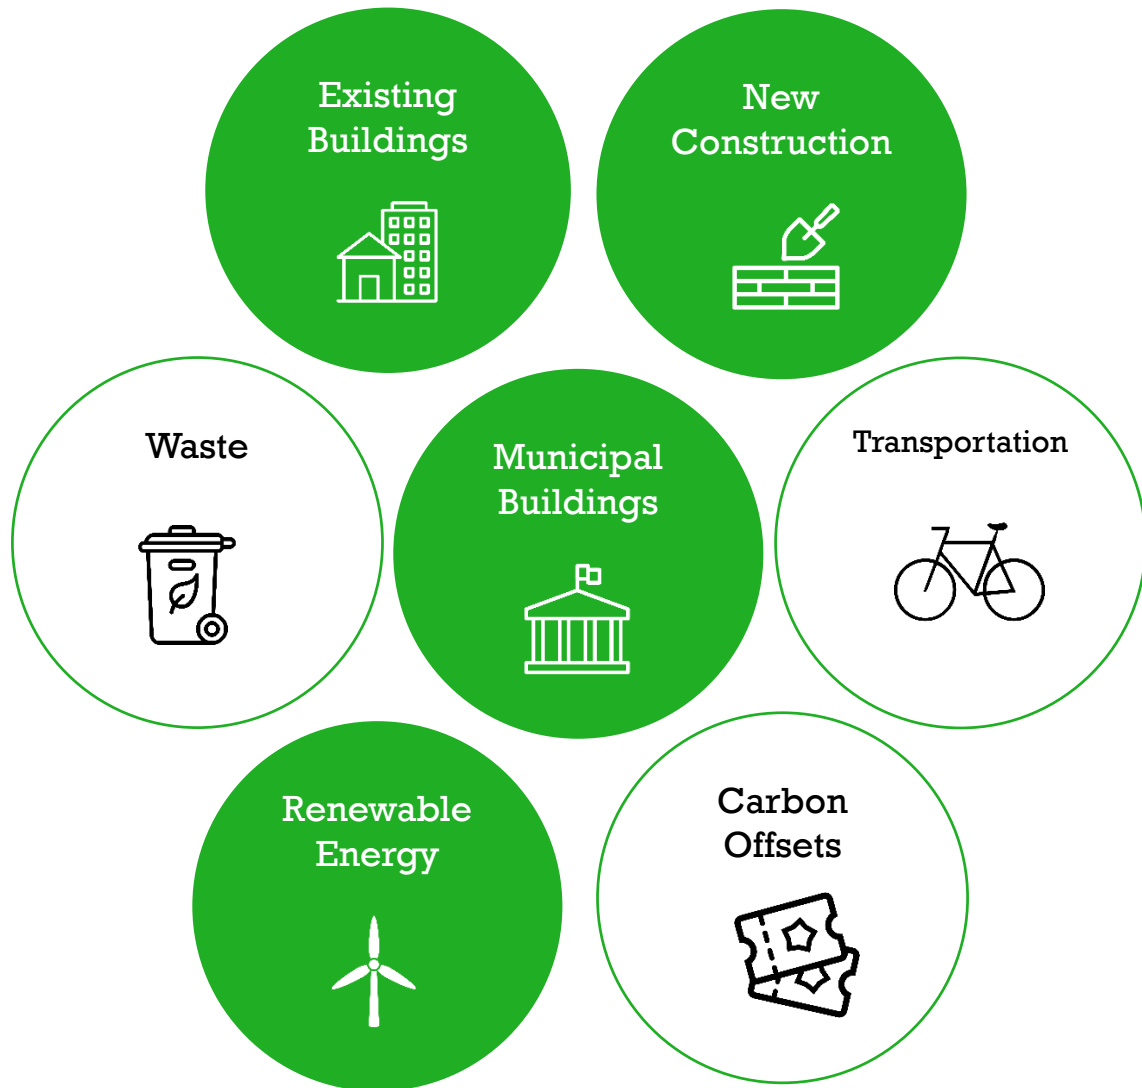 Existing
Buildings
New
Construction
Waste
Municipal
Buildings
Transportation
Renewable
Energy
Carbon
Offsets